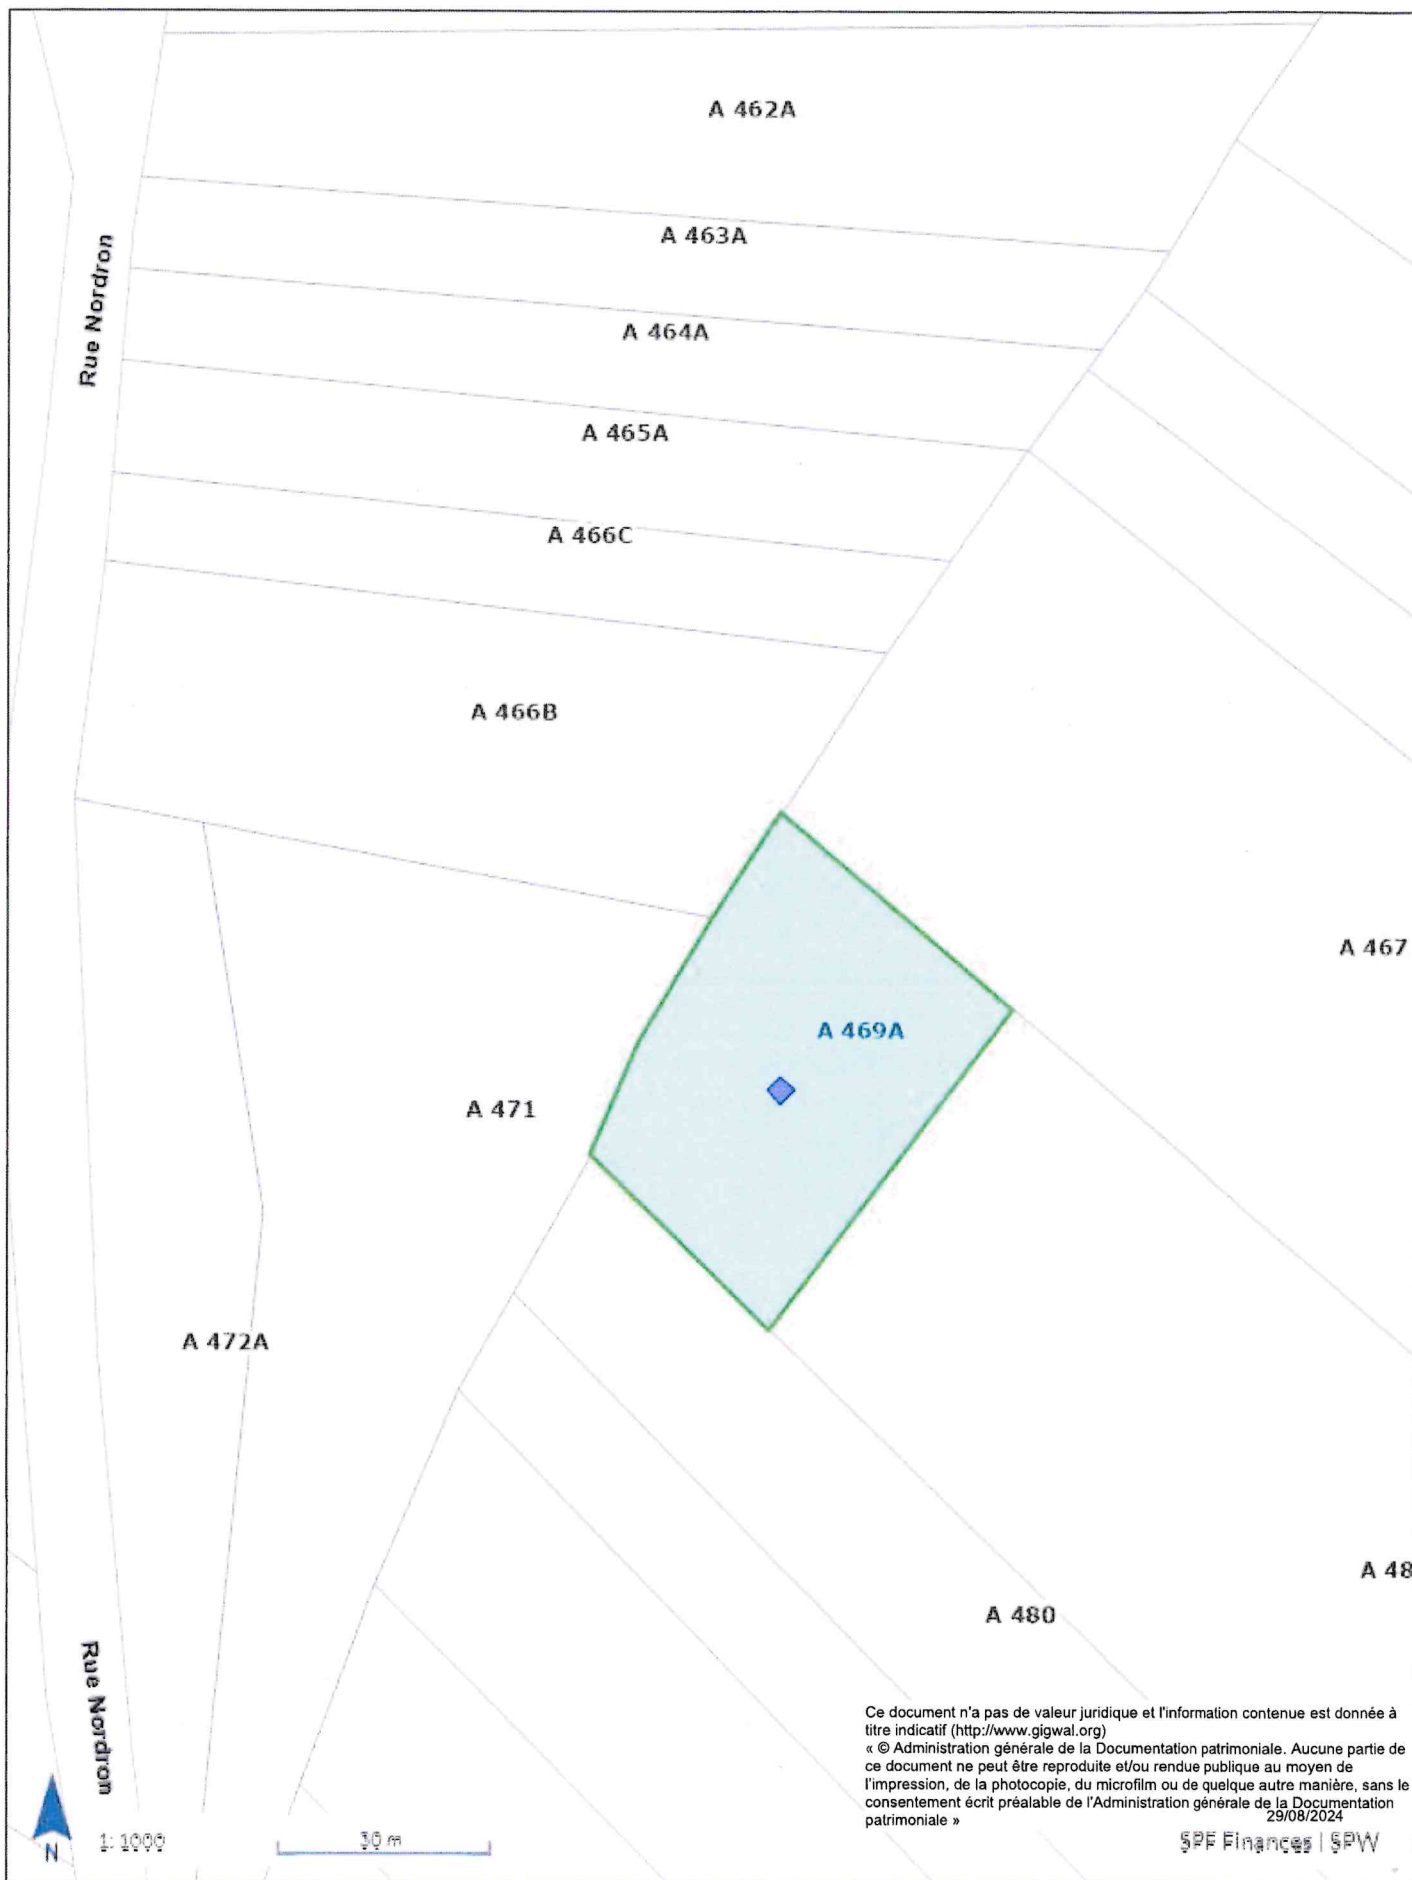 A 462A
A 463A
Rue Nordron
A 464A
A 465A
A 466C
A 466B
A 467
A 469A
A 471
A 472A
A 48
A 480
Rue Nordron
Ce document n'a pas de valeur juridique et l'information contenue est donnée à
titre indicatif (http://www.gigwal.org)
« © Administration générale de la Documentation patrimoniale. Aucune partie de
ce document ne peut être reproduite et/ou rendue publique au moyen de
l'impression, de la photocopie, du microfilm ou de quelque autre manière, sans le
consentement écrit préalable de l'Administration générale de la Documentation
patrimoniale »
29/08/2024
N
1: 1000
30 m
SPF Finances | SPW